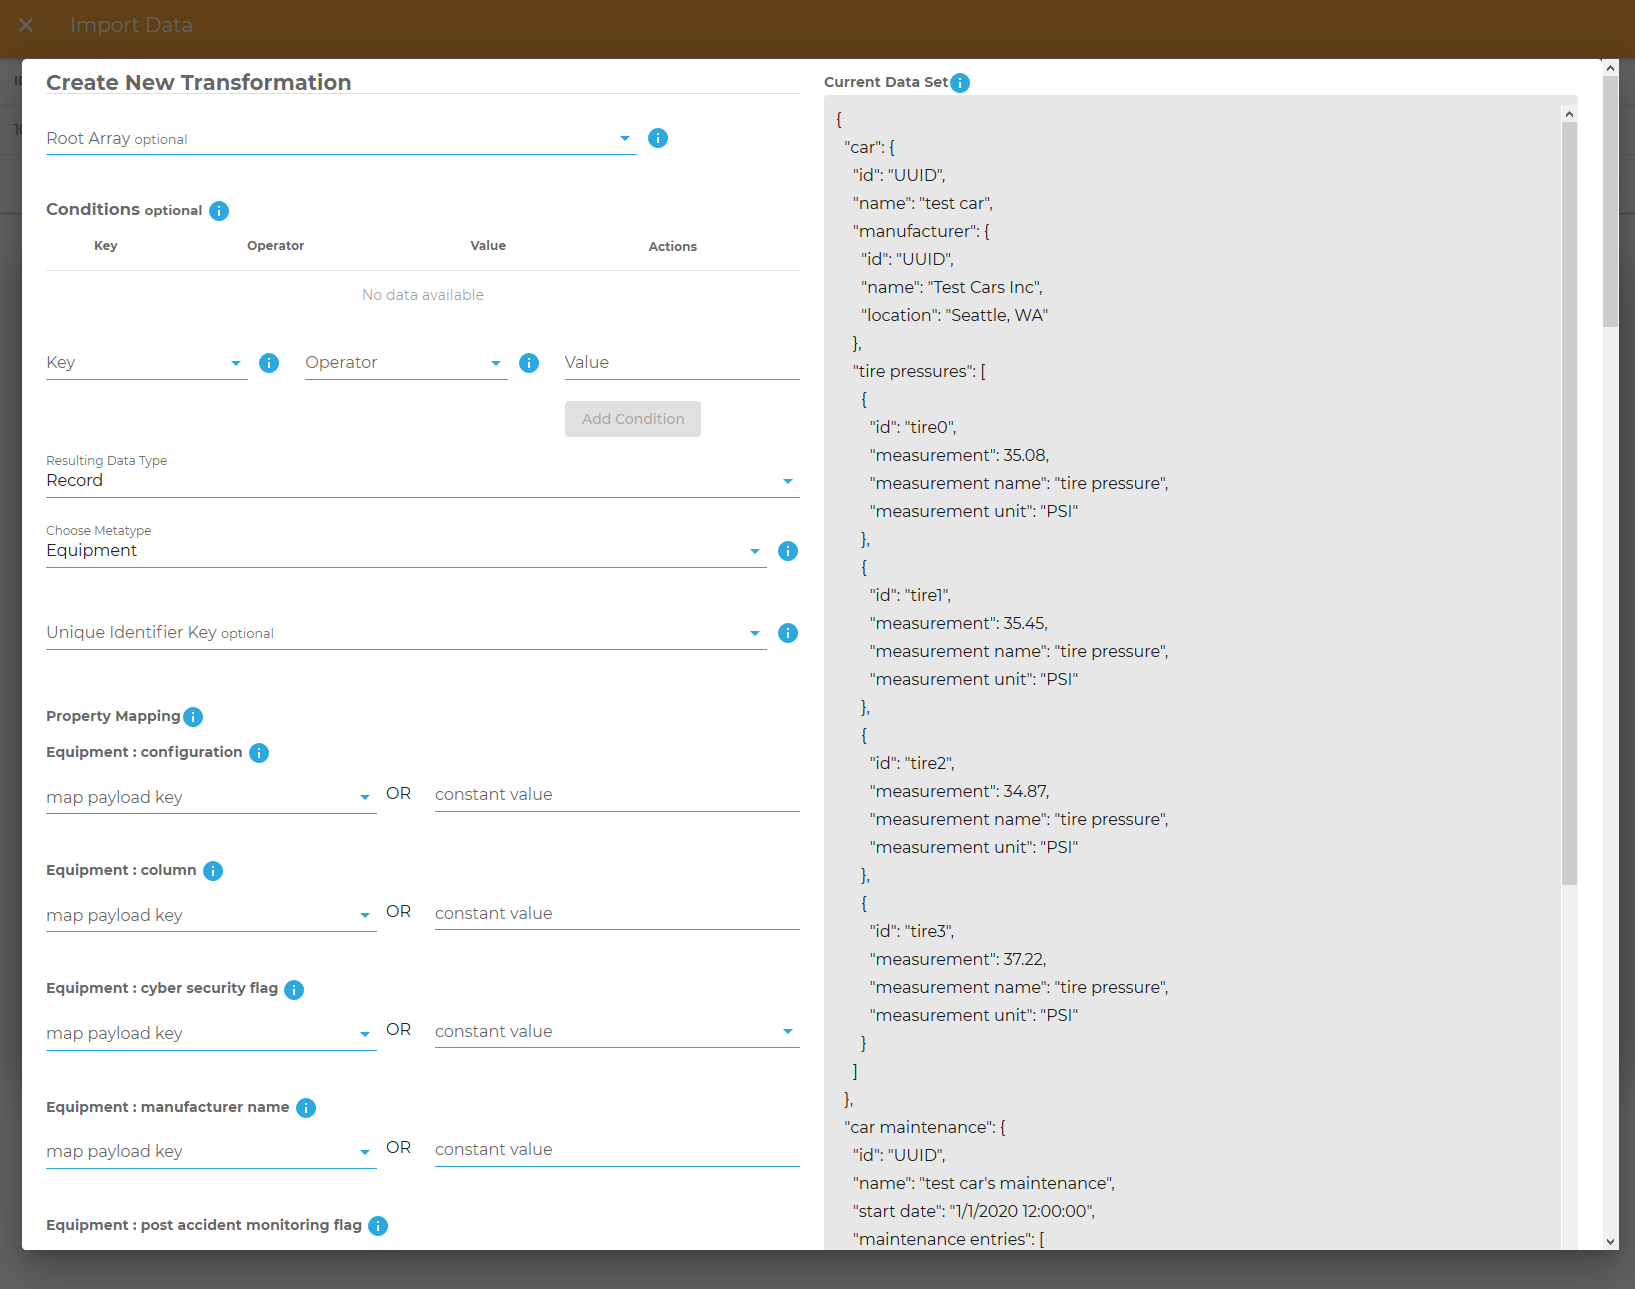 Import Data
Create New Transformation
Root Array optional
Conditions optional
Key Operator Value Actions
No data available
Key Operator Value
Add Condition
Resulting Data Type
Record
Choose Metatype
Equipment
Unique Identifier Key optional
Property Mapping
Equipment : configuration
map payload key OR constant value
Equipment : column
map payload key OR constant value
Equipment : cyber security flag
map payload key OR constant value
Equipment : manufacturer name
map payload key OR constant value
Equipment : post accident monitoring flag
Current Data Set
{
"car": {
"id": "UUID",
"name": "test car",
"manufacturer": {
"id": "UUID",
"name": "Test Cars Inc",
"location": "Seattle, WA"
},
"tire pressures": [
{
"id": "tire0",
"measurement": 35.08,
"measurement name": "tire pressure",
"measurement unit": "PSI"
},
{
"id": "tire1",
"measurement": 35.45,
"measurement name": "tire pressure",
"measurement unit": "PSI"
},
{
"id": "tire2",
"measurement": 34.87,
"measurement name": "tire pressure",
"measurement unit": "PSI"
},
{
"id": "tire3",
"measurement": 37.22,
"measurement name": "tire pressure",
"measurement unit": "PSI"
}
]
},
"car maintenance": {
"id": "UUID",
"name": "test car's maintenance",
"start date": "1/1/2020 12:00:00",
"maintenance entries": [